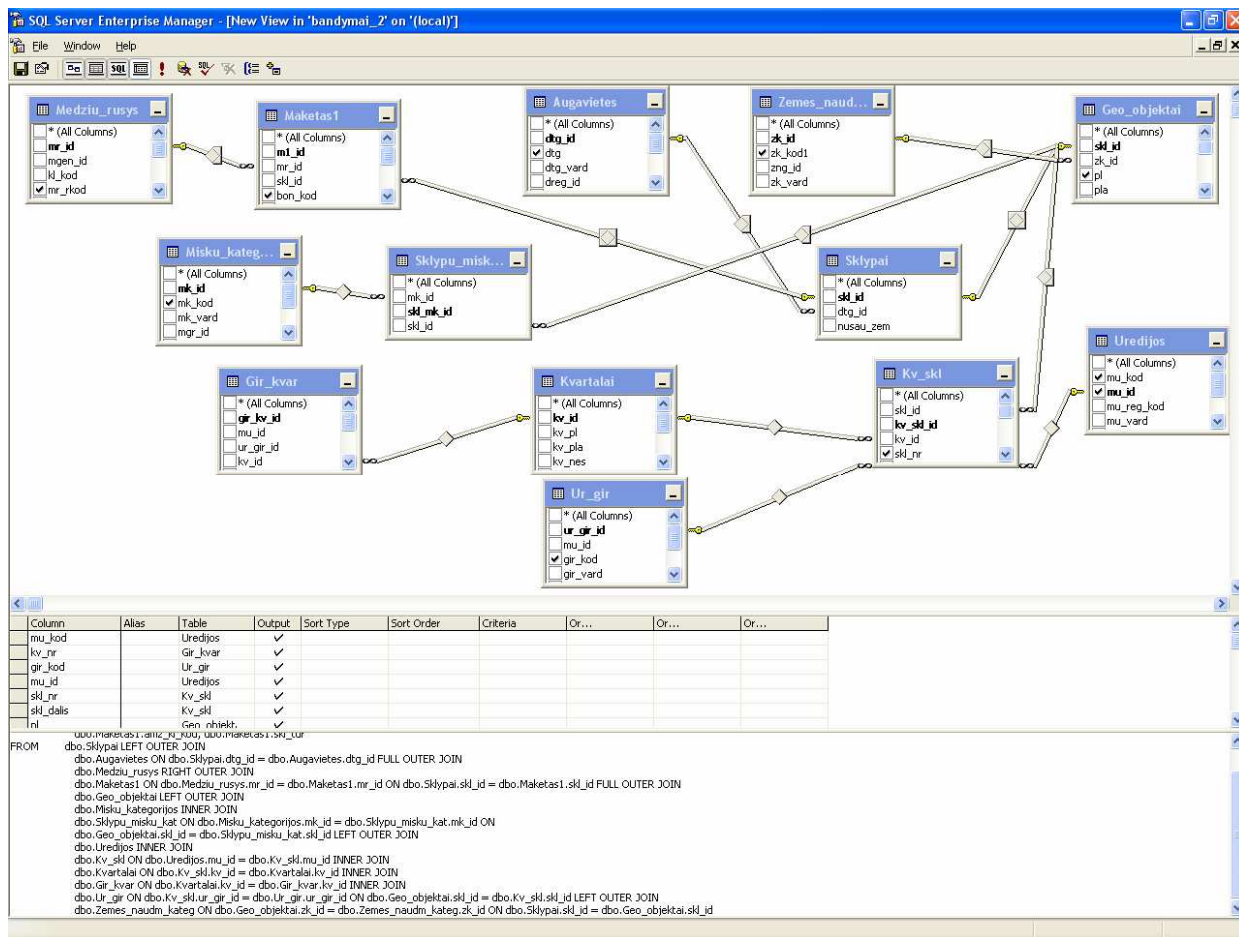 SQL Server Enterprise Manager - [New View in 'bandymai_2' on '(local)']
File Window Help
SQL
Medziu_rusys
* (All Columns)
mr_id
mgen_id
kl_kod
mr_rkod
Maketas1
* (All Columns)
m1_id
mr_id
skl_id
bon_kod
Augavietes
* (All Columns)
dtg_id
dtg
dtg_vard
dreg_id
Zemes_naud...
* (All Columns)
zk_id
zk_kod1
zng_id
zk_vard
Geo_objektai
* (All Columns)
skl_id
zk_id
pl
pla
Misku_kateg...
* (All Columns)
mk_id
mk_kod
mk_vard
mgr_id
Sklypu_misk...
* (All Columns)
mk_id
skl_mk_id
skl_id
Sklypai
* (All Columns)
skl_id
dtg_id
nusau_zem
Uredijos
* (All Columns)
mu_kod
mu_id
mu_reg_kod
mu_vard
Gir_kvar
* (All Columns)
gir_kv_id
mu_id
ur_gir_id
kv_id
Kvartalai
* (All Columns)
kv_id
kv_pl
kv_pla
kv_nes
Kv_skl
* (All Columns)
skl_id
kv_skl_id
kv_id
skl_nr
Ur_gir
* (All Columns)
ur_gir_id
mu_id
gir_kod
gir_vard
Column Alias Table Output Sort Type Sort Order Criteria Or... Or... Or...
mu_kod Uredijos
kv_nr Gir_kvar
gir_kod Ur_gir
mu_id Uredijos
skl_nr Kv_skl
skl_dalis Kv_skl
pl Geo_objekt.
dbo.Maketas1.am2_kl_kod, dbo.Maketas1.skl_tur
FROM dbo.Sklypai LEFT OUTER JOIN
dbo.Augavietes ON dbo.Sklypai.dtg_id = dbo.Augavietes.dtg_id FULL OUTER JOIN
dbo.Medziu_rusys RIGHT OUTER JOIN
dbo.Maketas1 ON dbo.Medziu_rusys.mr_id = dbo.Maketas1.mr_id ON dbo.Sklypai.skl_id = dbo.Maketas1.skl_id FULL OUTER JOIN
dbo.Geo_objektai LEFT OUTER JOIN
dbo.Misku_kategorijos INNER JOIN
dbo.Sklypu_misku_kat ON dbo.Misku_kategorijos.mk_id = dbo.Sklypu_misku_kat.mk_id ON
dbo.Geo_objektai.skl_id = dbo.Sklypu_misku_kat.skl_id LEFT OUTER JOIN
dbo.Uredijos INNER JOIN
dbo.Kv_skl ON dbo.Uredijos.mu_id = dbo.Kv_skl.mu_id INNER JOIN
dbo.Kvartalai ON dbo.Kv_skl.kv_id = dbo.Kvartalai.kv_id INNER JOIN
dbo.Gir_kvar ON dbo.Kvartalai.kv_id = dbo.Gir_kvar.kv_id INNER JOIN
dbo.Ur_gir ON dbo.Kv_skl.ur_gir_id = dbo.Ur_gir.ur_gir_id ON dbo.Geo_objektai.skl_id = dbo.Kv_skl.skl_id LEFT OUTER JOIN
dbo.Zemes_naudm_kateg ON dbo.Geo_objektai.zk_id = dbo.Zemes_naudm_kateg.zk_id ON dbo.Sklypai.skl_id = dbo.Geo_objektai.skl_id